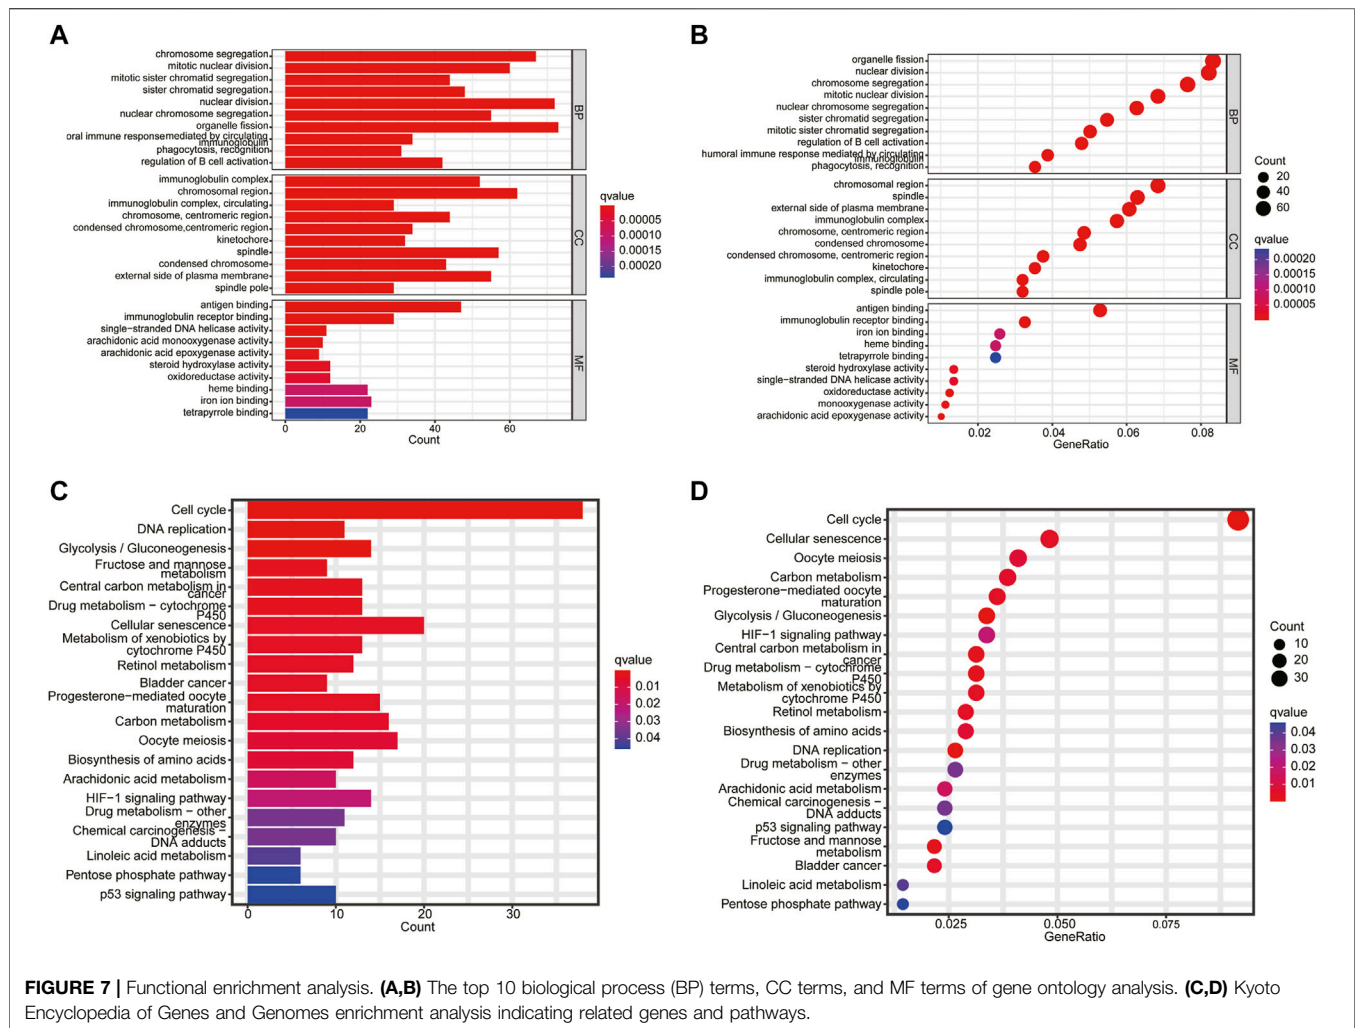 A
chromosome segregation
mitotic nuclear division
mitotic sister chromatid segregation
sister chromatid segregation
nuclear division
nuclear chromosome segregation
organelle fission
oral immune responsemediated by circulating
immunoglobulin
phagocytosis, recognition
regulation of B cell activation
BP
immunoglobulin complex
chromosomal region
immunoglobulin complex, circulating
chromosome, centromeric region
condensed chromosome,centromeric region
kinetochore
spindle
condensed chromosome
external side of plasma membrane
spindle pole
CC
antigen binding
immunoglobulin receptor binding
single−stranded DNA helicase activity
arachidonic acid monooxygenase activity
arachidonic acid epoxygenase activity
steroid hydroxylase activity
oxidoreductase activity
heme binding
iron ion binding
tetrapyrrole binding
MF
0 20 40 60
Count
qvalue
0.00005
0.00010
0.00015
0.00020
B
organelle fission
nuclear division
chromosome segregation
mitotic nuclear division
nuclear chromosome segregation
sister chromatid segregation
mitotic sister chromatid segregation
regulation of B cell activation
humoral immune response mediated by circulating
immunoglobulin
phagocytosis, recognition
BP
chromosomal region
spindle
external side of plasma membrane
immunoglobulin complex
chromosome, centromeric region
condensed chromosome
condensed chromosome, centromeric region
kinetochore
immunoglobulin complex, circulating
spindle pole
CC
antigen binding
immunoglobulin receptor binding
iron ion binding
heme binding
tetrapyrrole binding
steroid hydroxylase activity
single−stranded DNA helicase activity
oxidoreductase activity
monooxygenase activity
arachidonic acid epoxygenase activity
MF
0.02 0.04 0.06 0.08
GeneRatio
Count
20
40
60
qvalue
0.00020
0.00015
0.00010
0.00005
C
Cell cycle
DNA replication
Glycolysis / Gluconeogenesis
Fructose and mannose
metabolism
Central carbon metabolism in
cancer
Drug metabolism − cytochrome
P450
Cellular senescence
Metabolism of xenobiotics by
cytochrome P450
Retinol metabolism
Bladder cancer
Progesterone−mediated oocyte
maturation
Carbon metabolism
Oocyte meiosis
Biosynthesis of amino acids
Arachidonic acid metabolism
HIF−1 signaling pathway
Drug metabolism − other
enzymes
Chemical carcinogenesis −
DNA adducts
Linoleic acid metabolism
Pentose phosphate pathway
p53 signaling pathway
0 10 20 30
Count
qvalue
0.01
0.02
0.03
0.04
D
Cell cycle
Cellular senescence
Oocyte meiosis
Carbon metabolism
Progesterone−mediated oocyte
maturation
Glycolysis / Gluconeogenesis
HIF−1 signaling pathway
Central carbon metabolism in
cancer
Drug metabolism − cytochrome
P450
Metabolism of xenobiotics by
cytochrome P450
Retinol metabolism
Biosynthesis of amino acids
DNA replication
Drug metabolism − other
enzymes
Arachidonic acid metabolism
Chemical carcinogenesis −
DNA adducts
p53 signaling pathway
Fructose and mannose
metabolism
Bladder cancer
Linoleic acid metabolism
Pentose phosphate pathway
0.025 0.050 0.075
GeneRatio
Count
10
20
30
qvalue
0.04
0.03
0.02
0.01
FIGURE 7 | Functional enrichment analysis. (A,B) The top 10 biological process (BP) terms, CC terms, and MF terms of gene ontology analysis. (C,D) Kyoto
Encyclopedia of Genes and Genomes enrichment analysis indicating related genes and pathways.